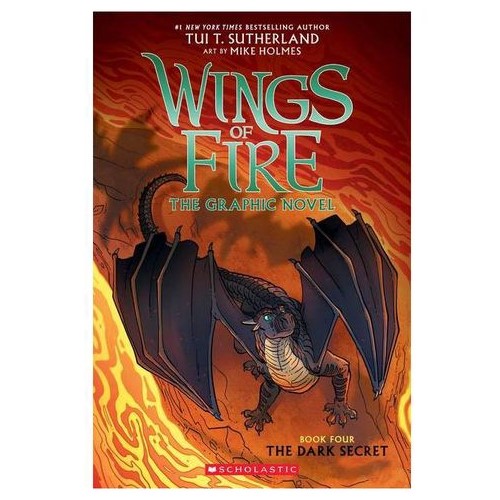 #1 NEW YORK TIMES BESTSELLING AUTHOR
TUI T. SUTHERLAND
ART BY MIKE HOLMES
WINGS
OF
FIRE
THE GRAPHIC NOVEL
BOOK FOUR
THE DARK SECRET
SCHOLASTIC